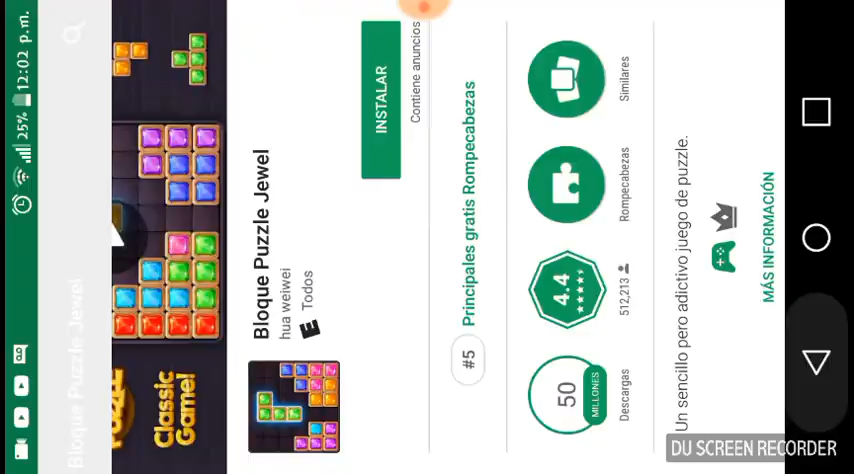 25% 12:02 p.m.
Bloque Puzzle Jewel
PUZZLE
Classic
Game!
Bloque Puzzle Jewel
hua weiwei
E Todos
INSTALAR
Contiene anuncios
#5 Principales gratis Rompecabezas
50
MILLONES
Descargas
4.4
512,213
Rompecabezas
Similares
Un sencillo pero adictivo juego de puzzle.
MÁS INFORMACIÓN
DU SCREEN RECORDER